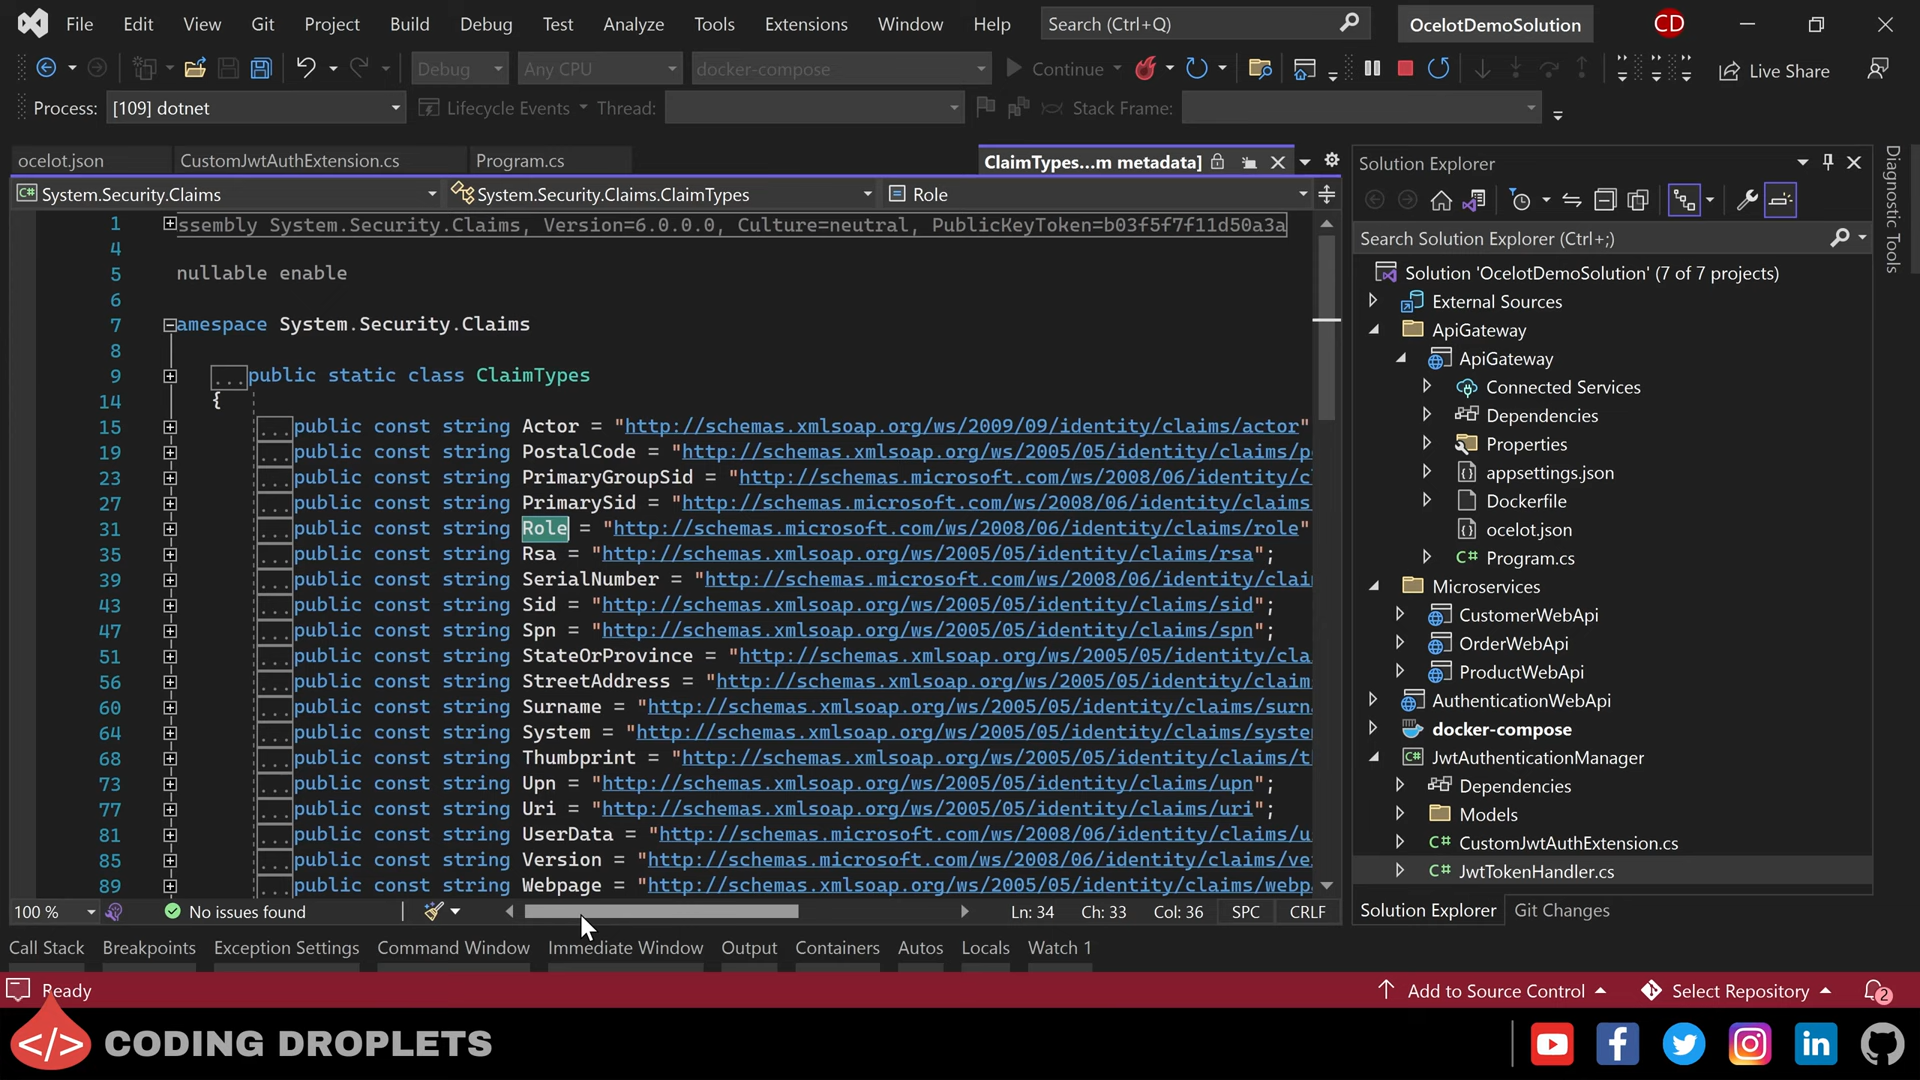 File Edit View Git Project Build Debug Test Analyze Tools Extensions Window Help Search (Ctrl+Q) OcelotDemoSolution CD
Debug Any CPU docker-compose Continue Live Share
Process: [109] dotnet Lifecycle Events Thread: Stack Frame:
ocelot.json CustomJwtAuthExtension.cs Program.cs ClaimTypes...m metadata]
System.Security.Claims System.Security.Claims.ClaimTypes Role
1 ssembly System.Security.Claims, Version=6.0.0.0, Culture=neutral, PublicKeyToken=b03f5f7f11d50a3a
4
5 nullable enable
6
7 amespace System.Security.Claims
8
9 ...public static class ClaimTypes
14 {
15 ...public const string Actor = "http://schemas.xmlsoap.org/ws/2009/09/identity/claims/actor"
19 ...public const string PostalCode = "http://schemas.xmlsoap.org/ws/2005/05/identity/claims/p
23 ...public const string PrimaryGroupSid = "http://schemas.microsoft.com/ws/2008/06/identity/c
27 ...public const string PrimarySid = "http://schemas.microsoft.com/ws/2008/06/identity/claims
31 ...public const string Role = "http://schemas.microsoft.com/ws/2008/06/identity/claims/role"
35 ...public const string Rsa = "http://schemas.xmlsoap.org/ws/2005/05/identity/claims/rsa";
39 ...public const string SerialNumber = "http://schemas.microsoft.com/ws/2008/06/identity/clai
43 ...public const string Sid = "http://schemas.xmlsoap.org/ws/2005/05/identity/claims/sid";
47 ...public const string Spn = "http://schemas.xmlsoap.org/ws/2005/05/identity/claims/spn";
51 ...public const string StateOrProvince = "http://schemas.xmlsoap.org/ws/2005/05/identity/cla
56 ...public const string StreetAddress = "http://schemas.xmlsoap.org/ws/2005/05/identity/claim
60 ...public const string Surname = "http://schemas.xmlsoap.org/ws/2005/05/identity/claims/surn
64 ...public const string System = "http://schemas.xmlsoap.org/ws/2005/05/identity/claims/syste
68 ...public const string Thumbprint = "http://schemas.xmlsoap.org/ws/2005/05/identity/claims/t
73 ...public const string Upn = "http://schemas.xmlsoap.org/ws/2005/05/identity/claims/upn";
77 ...public const string Uri = "http://schemas.xmlsoap.org/ws/2005/05/identity/claims/uri";
81 ...public const string UserData = "http://schemas.microsoft.com/ws/2008/06/identity/claims/u
85 ...public const string Version = "http://schemas.microsoft.com/ws/2008/06/identity/claims/ve
89 ...public const string Webpage = "http://schemas.xmlsoap.org/ws/2005/05/identity/claims/webp
100 % No issues found Ln: 34 Ch: 33 Col: 36 SPC CRLF
Call Stack Breakpoints Exception Settings Command Window Immediate Window Output Containers Autos Locals Watch 1
Solution Explorer
Search Solution Explorer (Ctrl+;)
Solution 'OcelotDemoSolution' (7 of 7 projects)
External Sources
ApiGateway
ApiGateway
Connected Services
Dependencies
Properties
appsettings.json
Dockerfile
ocelot.json
C# Program.cs
Microservices
CustomerWebApi
OrderWebApi
ProductWebApi
AuthenticationWebApi
docker-compose
C# JwtAuthenticationManager
Dependencies
Models
C# CustomJwtAuthExtension.cs
C# JwtTokenHandler.cs
Solution Explorer Git Changes
Diagnostic Tools
Ready Add to Source Control Select Repository 2
</> CODING DROPLETS